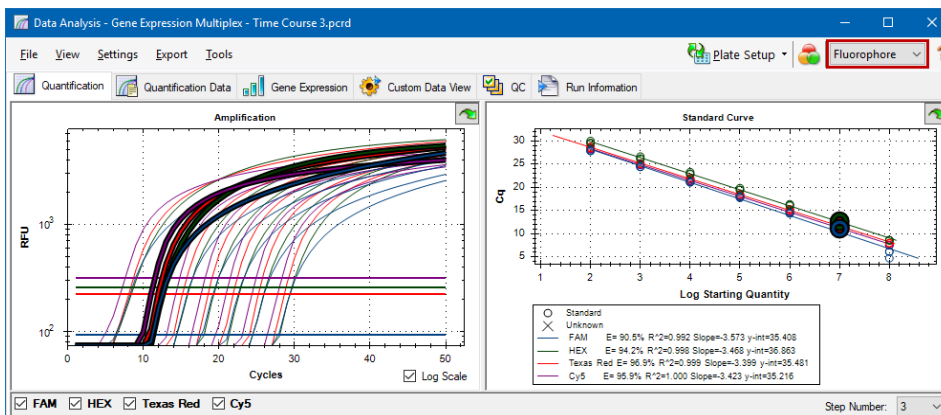 Data Analysis - Gene Expression Multiplex - Time Course 3.pcrd
File View Settings Export Tools
Plate Setup
Fluorophore
Quantification
Quantification Data
Gene Expression
Custom Data View
QC
Run Information
Amplification
10^3
10^2
RFU
0 10 20 30 40 50
Cycles
Log Scale
Standard Curve
30
25
20
15
10
5
Cq
1 2 3 4 5 6 7 8
Log Starting Quantity
Standard
Unknown
FAM E= 90.5% R^2=0.992 Slope=-3.573 y-int=35.408
HEX E= 94.2% R^2=0.998 Slope=-3.468 y-int=36.863
Texas Red E= 96.9% R^2=0.999 Slope=-3.399 y-int=35.481
Cy5 E= 95.9% R^2=1.000 Slope=-3.423 y-int=35.216
FAM HEX Texas Red Cy5
Step Number: 3